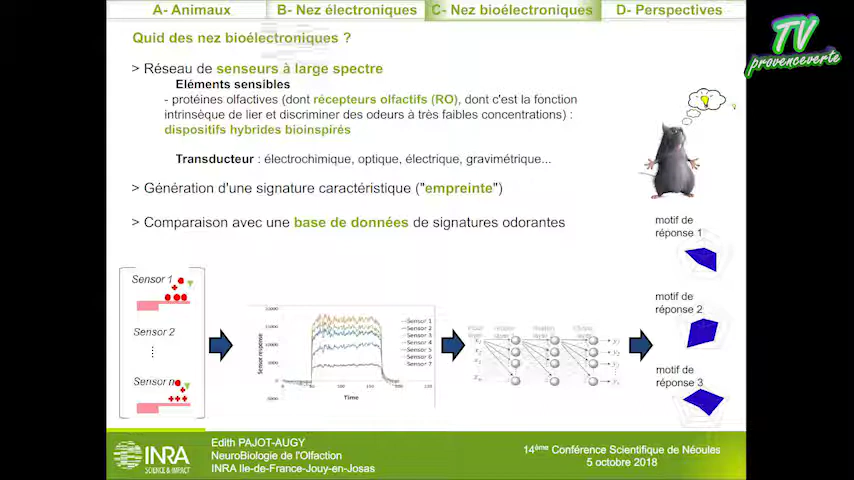 A- Animaux
B- Nez électroniques
C- Nez bioélectroniques
D- Perspectives
TV
provenceverte
Quid des nez bioélectroniques ?
> Réseau de senseurs à large spectre
Eléments sensibles
- protéines olfactives (dont récepteurs olfactifs (RO), dont c'est la fonction
intrinsèque de lier et discriminer des odeurs à très faibles concentrations) :
dispositifs hybrides bioinspirés
Transducteur : électrochimique, optique, électrique, gravimétrique...
> Génération d'une signature caractéristique ("empreinte")
> Comparaison avec une base de données de signatures odorantes
motif de
réponse 1
motif de
réponse 2
motif de
réponse 3
Sensor 1
Sensor 2
Sensor n
Sensor response
Time
Sensor 1
Sensor 2
Sensor 3
Sensor 4
Sensor 5
Sensor 6
Sensor 7
INRA
SCIENCE & IMPACT
Edith PAJOT-AUGY
NeuroBiologie de l'Olfaction
INRA Ile-de-France-Jouy-en-Josas
14ème Conférence Scientifique de Néoules
5 octobre 2018